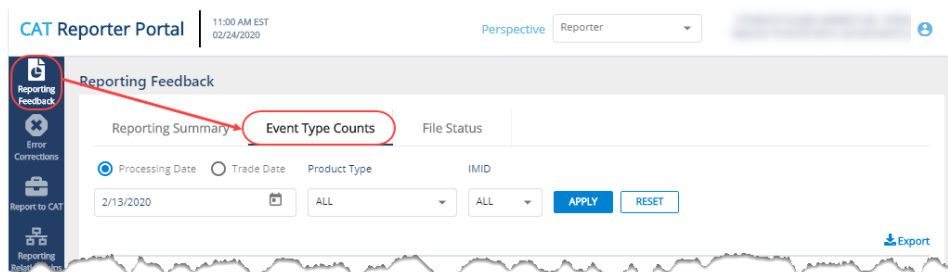 CAT Reporter Portal
11:00 AM EST
02/24/2020
Perspective
Reporter
Reporting
Feedback
Reporting Feedback
Reporting Summary
Event Type Counts
File Status
Error
Corrections
Processing Date
Trade Date
Product Type
IMID
2/13/2020
ALL
ALL
APPLY
RESET
Report to CAT
Export
Reporting
Relationships